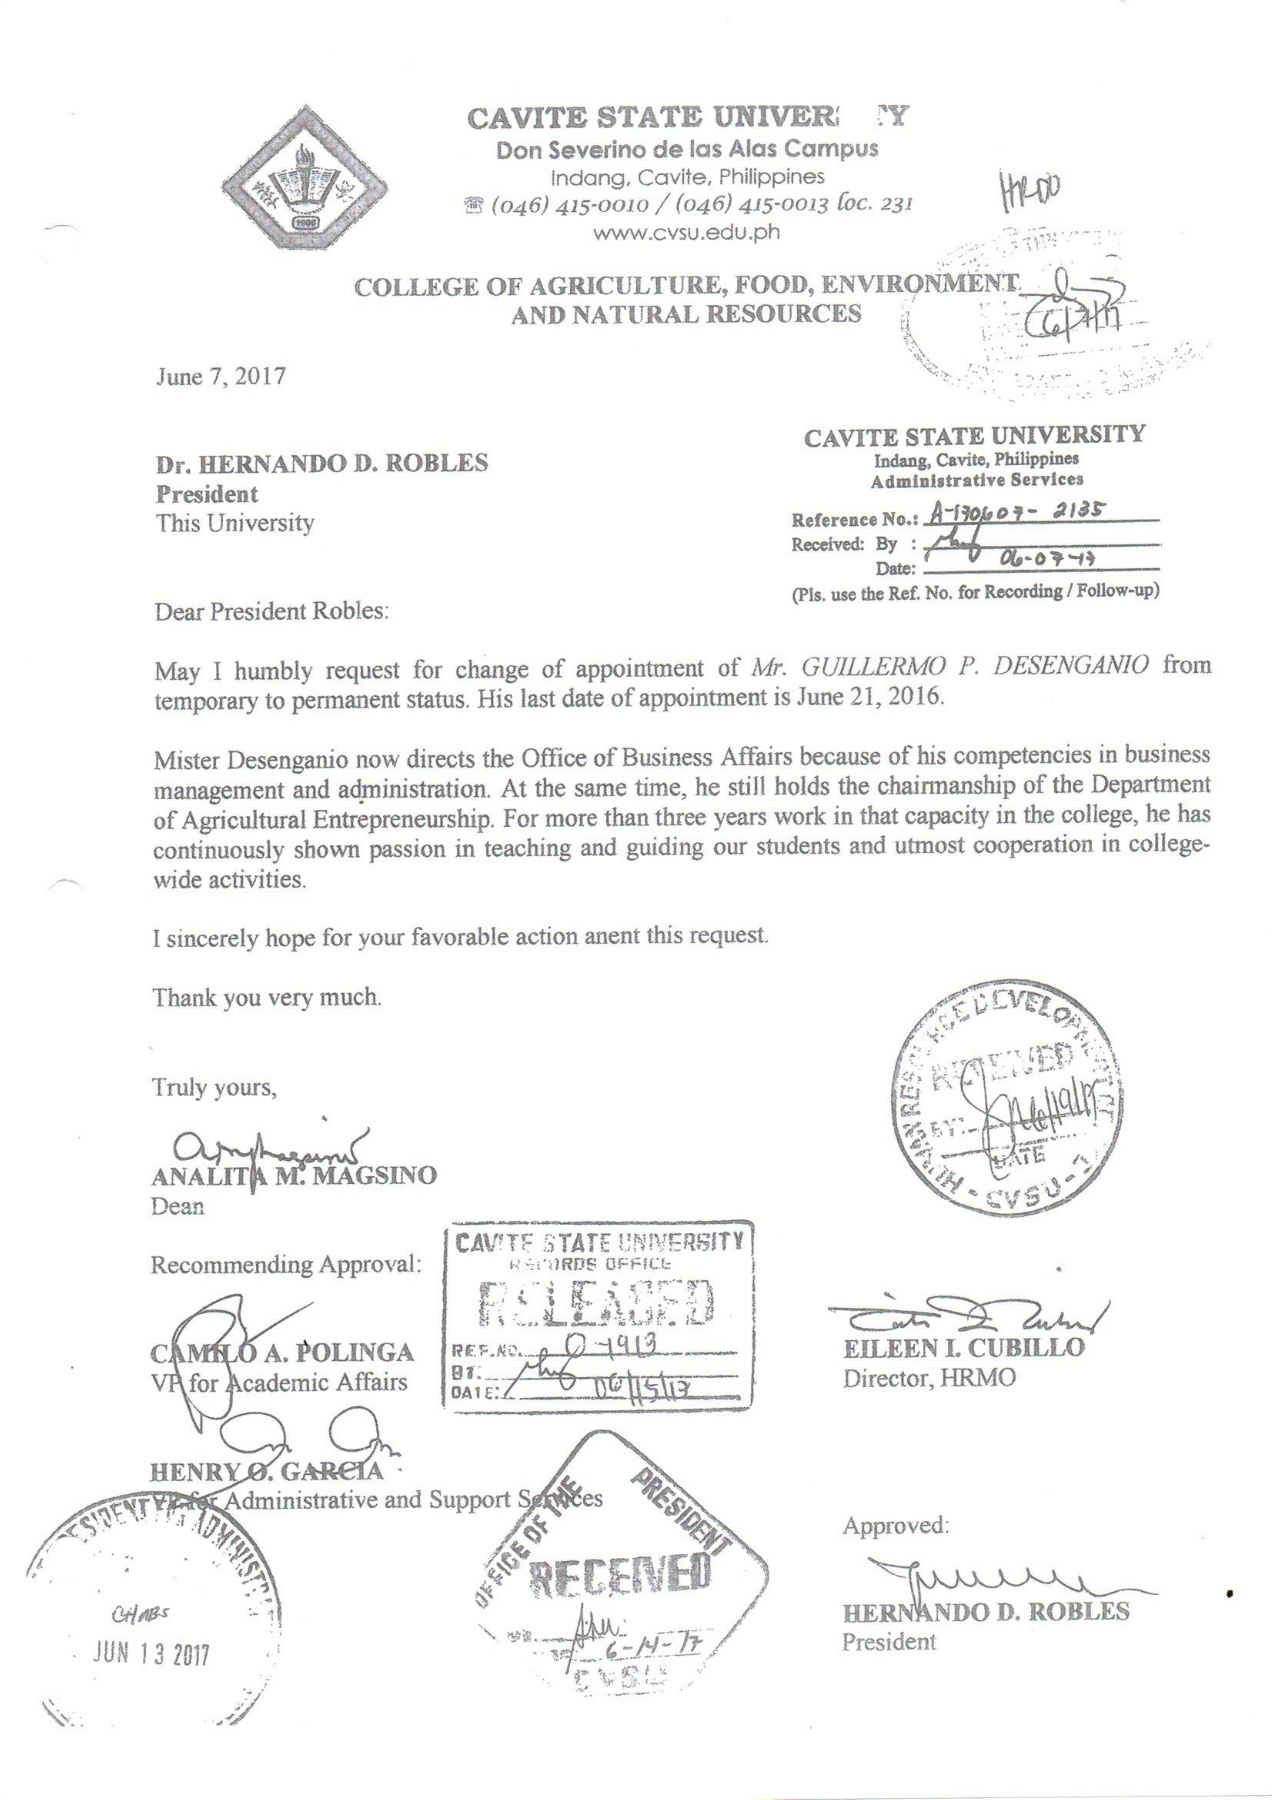 CAVITE STATE UNIVER Y
Don Severino de las Alas Campus
Indang, Cavite, Philippines
☏ (046) 415-0010 / (046) 415-0013 loc. 231
www.cvsu.edu.ph
1906
HRDO
COLLEGE OF AGRICULTURE, FOOD, ENVIRONMENT
AND NATURAL RESOURCES
6/7/17
June 7, 2017
CAVITE STATE UNIVERSITY
Indang, Cavite, Philippines
Administrative Services
Reference No.: A-170607- 2135
Received: By :
Date: 06-07-17
(Pls. use the Ref. No. for Recording / Follow-up)
Dr. HERNANDO D. ROBLES
President
This University
Dear President Robles:
May I humbly request for change of appointment of Mr. GUILLERMO P. DESENGANIO from
temporary to permanent status. His last date of appointment is June 21, 2016.
Mister Desenganio now directs the Office of Business Affairs because of his competencies in business
management and administration. At the same time, he still holds the chairmanship of the Department
of Agricultural Entrepreneurship. For more than three years work in that capacity in the college, he has
continuously shown passion in teaching and guiding our students and utmost cooperation in college-
wide activities.
I sincerely hope for your favorable action anent this request.
Thank you very much.
HUMAN RESOURCE DEVELOPMENT
RECEIVED
BY:
6/19/17
DATE
- CVSU -
Truly yours,
ANALITA M. MAGSINO
Dean
Recommending Approval:
CAVITE STATE UNIVERSITY
RECORDS OFFICE
RELEASED
REF.NO. 0-1913
BY:
DATE: 06/15/17
CAMILO A. POLINGA
VP for Academic Affairs
EILEEN I. CUBILLO
Director, HRMO
HENRY O. GARCIA
VP for Administrative and Support Services
JUN 13 2017
OFFICE OF THE PRESIDENT
RECEIVED
6-14-17
CVSU
Approved:
HERNANDO D. ROBLES
President